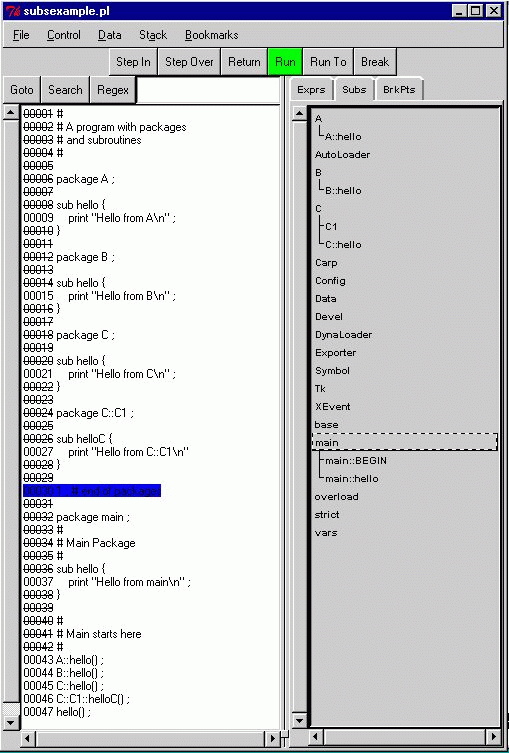 subsexample.pl
File Control Data Stack Bookmarks
Step In Step Over Return Run Run To Break
Goto Search Regex
Exprs Subs BrkPts
00001 #
00002 # A program with packages
00003 # and subroutines
00004 #
00005
00006 package A ;
00007
00008 sub hello {
00009 print "Hello from A\n" ;
00010 }
00011
00012 package B ;
00013
00014 sub hello {
00015 print "Hello from B\n" ;
00016 }
00017
00018 package C ;
00019
00020 sub hello {
00021 print "Hello from C\n" ;
00022 }
00023
00024 package C::C1 ;
00025
00026 sub helloC {
00027 print "Hello from C::C1\n"
00028 }
00029
00030 1 ; # end of packages
00031
00032 package main ;
00033 #
00034 # Main Package
00035 #
00036 sub hello {
00037 print "Hello from main\n" ;
00038 }
00039
00040 #
00041 # Main starts here
00042 #
00043 A::hello() ;
00044 B::hello() ;
00045 C::hello() ;
00046 C::C1::helloC() ;
00047 hello() ;
A
A::hello
AutoLoader
B
B::hello
C
C1
C::hello
Carp
Config
Data
Devel
DynaLoader
Exporter
Symbol
Tk
XEvent
base
main
main::BEGIN
main::hello
overload
strict
vars